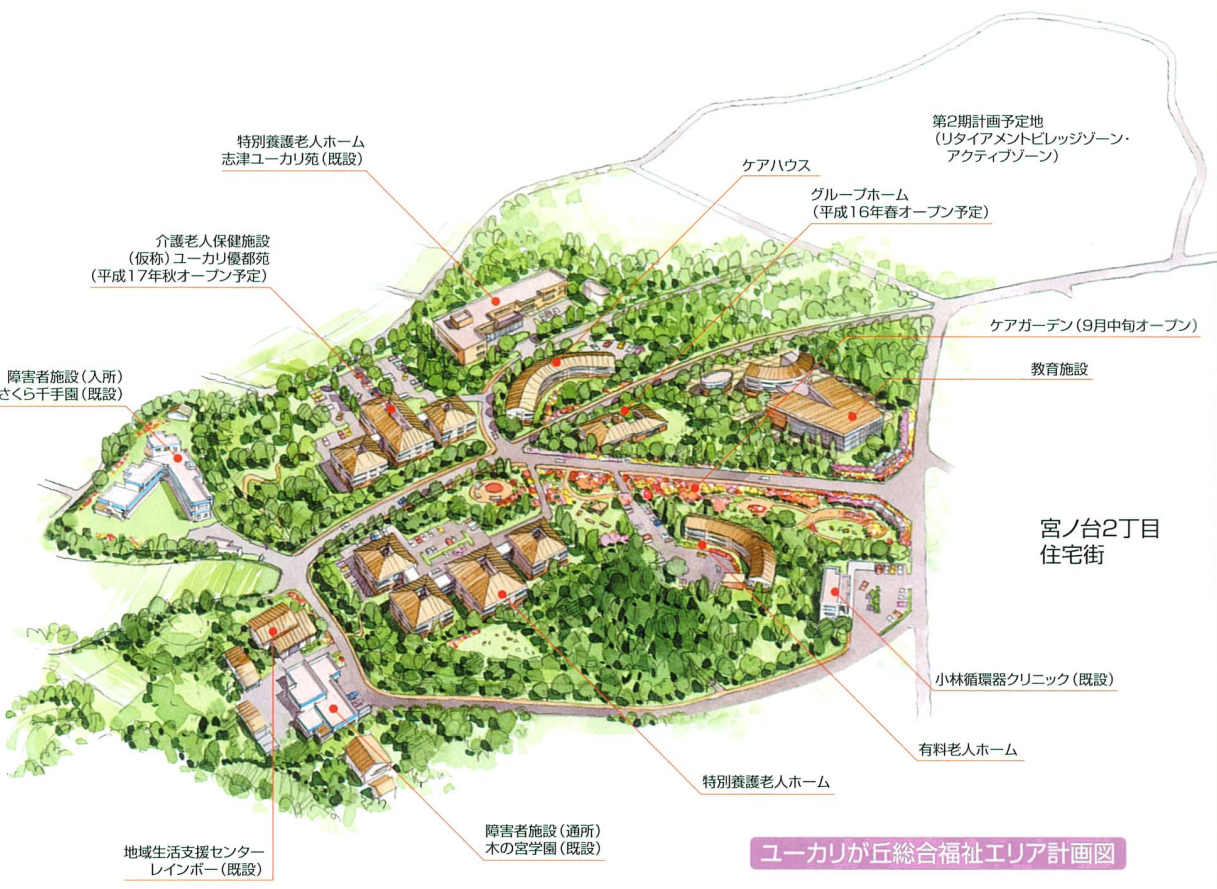 第2期計画予定地
(リタイアメントビレッジゾーン・
アクティブゾーン)
特別養護老人ホーム
志津ユーカリ苑(既設)
ケアハウス
グループホーム
(平成16年春オープン予定)
介護老人保健施設
(仮称)ユーカリ優都苑
(平成17年秋オープン予定)
ケアガーデン(9月中旬オープン)
教育施設
障害者施設(入所)
さくら千手園(既設)
宮ノ台2丁目
住宅街
小林循環器クリニック(既設)
有料老人ホーム
特別養護老人ホーム
障害者施設(通所)
木の宮学園(既設)
地域生活支援センター
レインボー(既設)
ユーカリが丘総合福祉エリア計画図